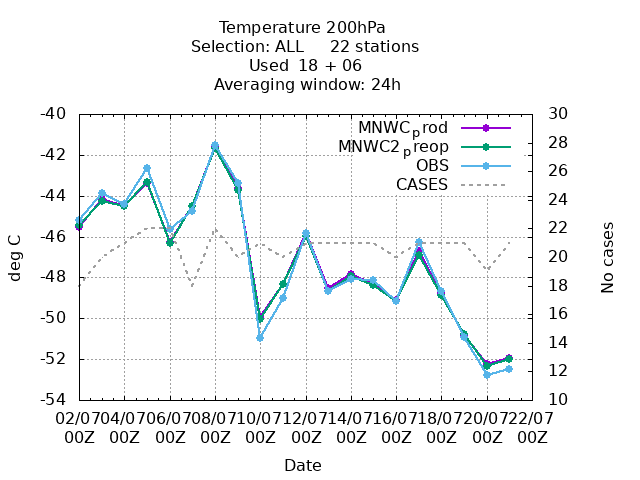 Temperature 200hPa
Selection: ALL     22 stations
Used  18 + 06
Averaging window: 24h
-40
-42
-44
-46
-48
-50
-52
-54
30
28
26
24
22
20
18
16
14
12
10
MNWCprod
MNWC2preop
OBS
CASES
deg C
No cases
02/07 04/07 06/07 08/07 10/07 12/07 14/07 16/07 18/07 20/07 22/07
00Z 00Z 00Z 00Z 00Z 00Z 00Z 00Z 00Z 00Z 00Z
Date